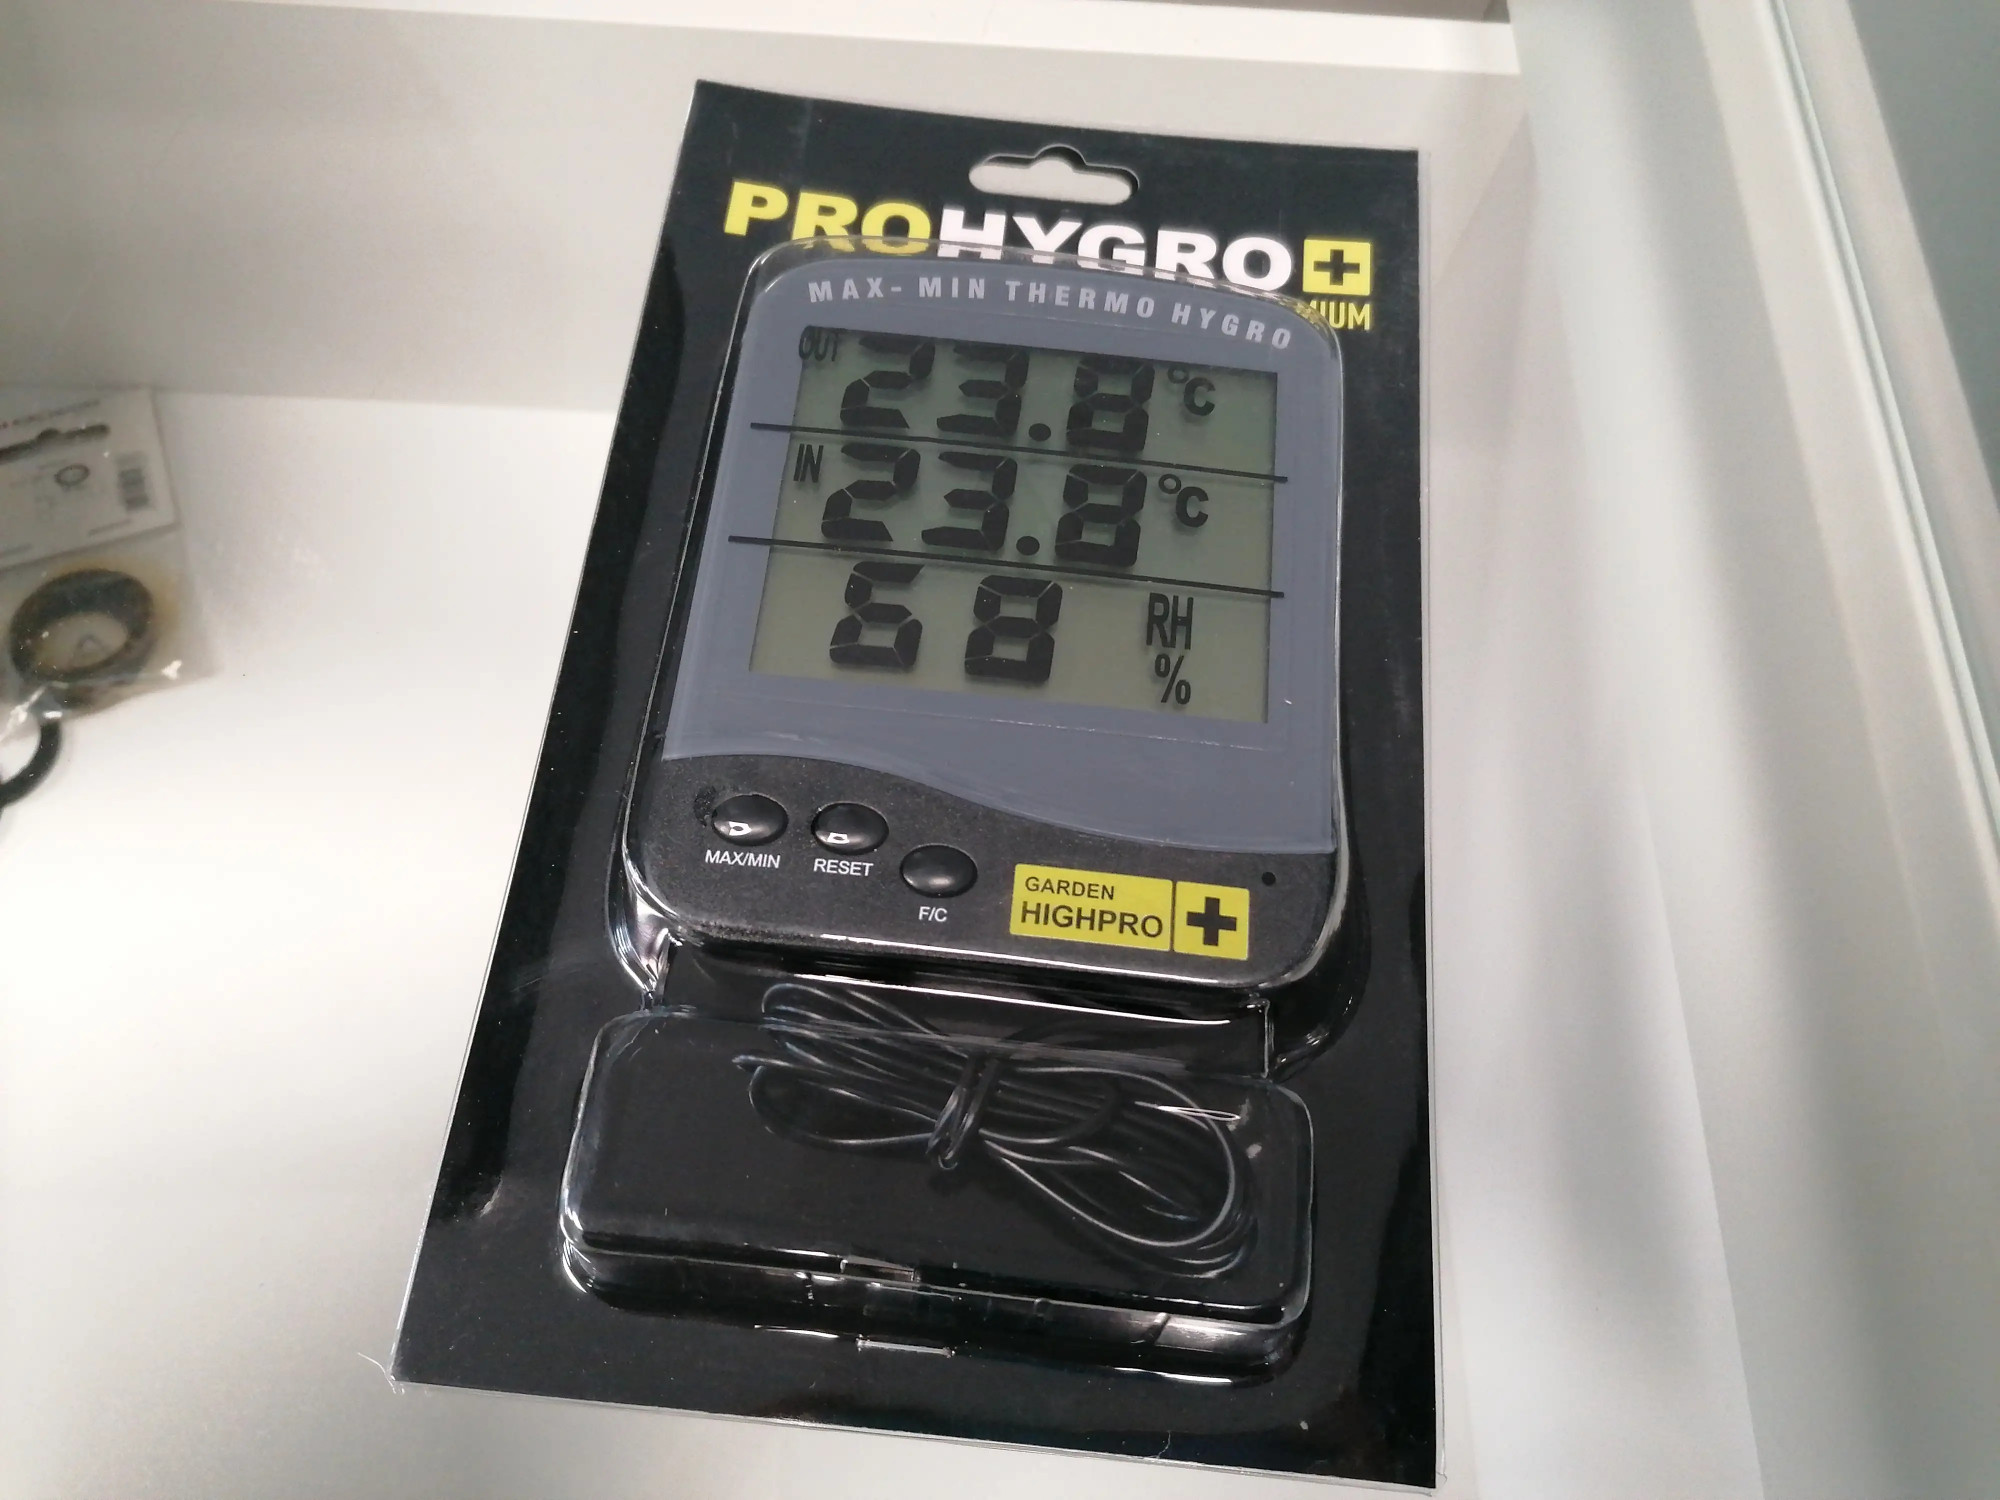 PROHYGRO
MAX- MIN THERMO HYGRO
OUT 23.8 °C
IN 23.8 °C
68 RH %
MAX/MIN RESET F/C
GARDEN
HIGHPRO